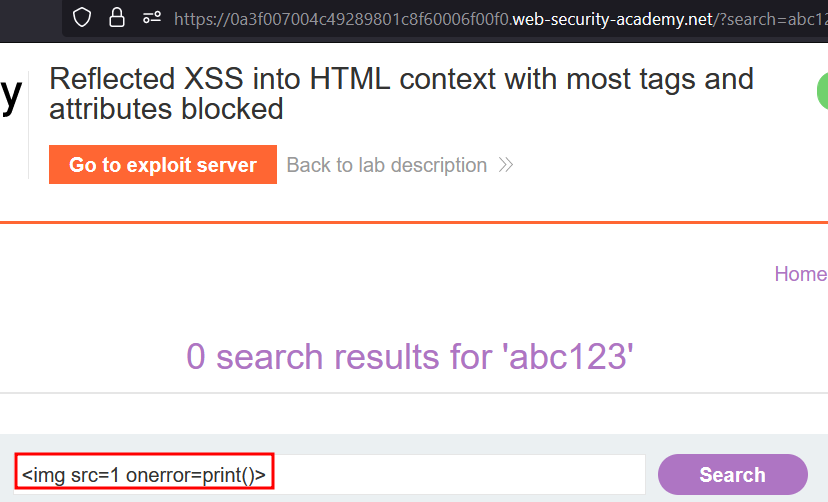 https://0a3f007004c49289801c8f60006f00f0.web-security-academy.net/?search=abc12
y
Reflected XSS into HTML context with most tags and
attributes blocked
Go to exploit server
Back to lab description
Home
0 search results for 'abc123'
<img src=1 onerror=print()>
Search